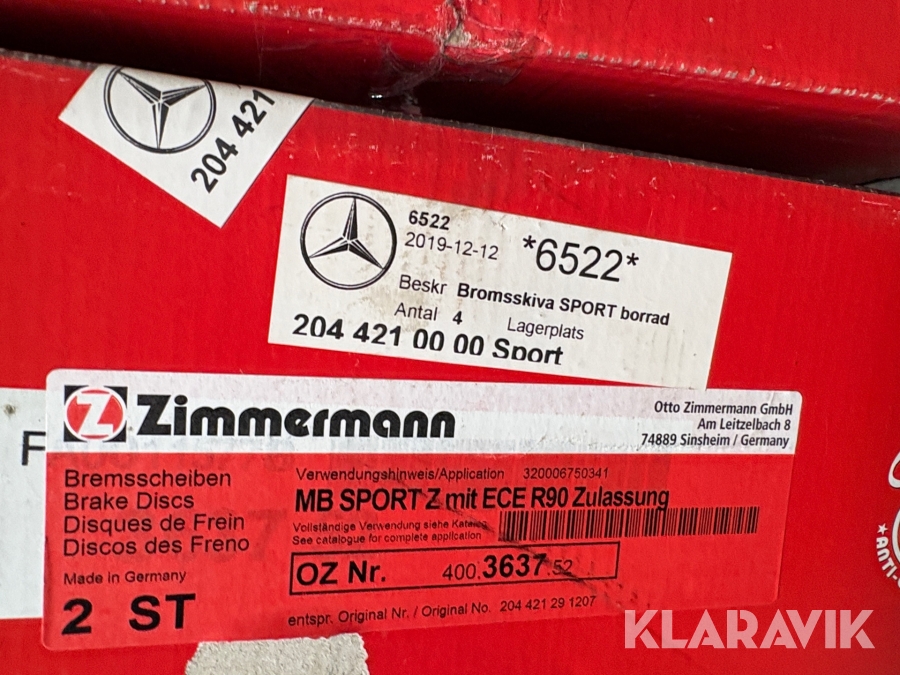 204 421
6522
2019-12-12
*6522*
Beskr Bromsskiva SPORT borrad
Antal 4 Lagerplats
204 421 00 00 Sport
Z Zimmermann
Otto Zimmermann GmbH
Am Leitzelbach 8
74889 Sinsheim / Germany
F
Bremsscheiben
Brake Discs
Disques de Frein
Discos des Freno
Made in Germany
2 ST
Verwendungshinweis/Application 320006750341
MB SPORT Z mit ECE R90 Zulassung
Vollständige Verwendung siehe Katalog
See catalogue for complete application
OZ Nr. 400.3637.52
entspr. Original Nr. / Original No. 204 421 29 1207
*ANTI-
KLARAVIK